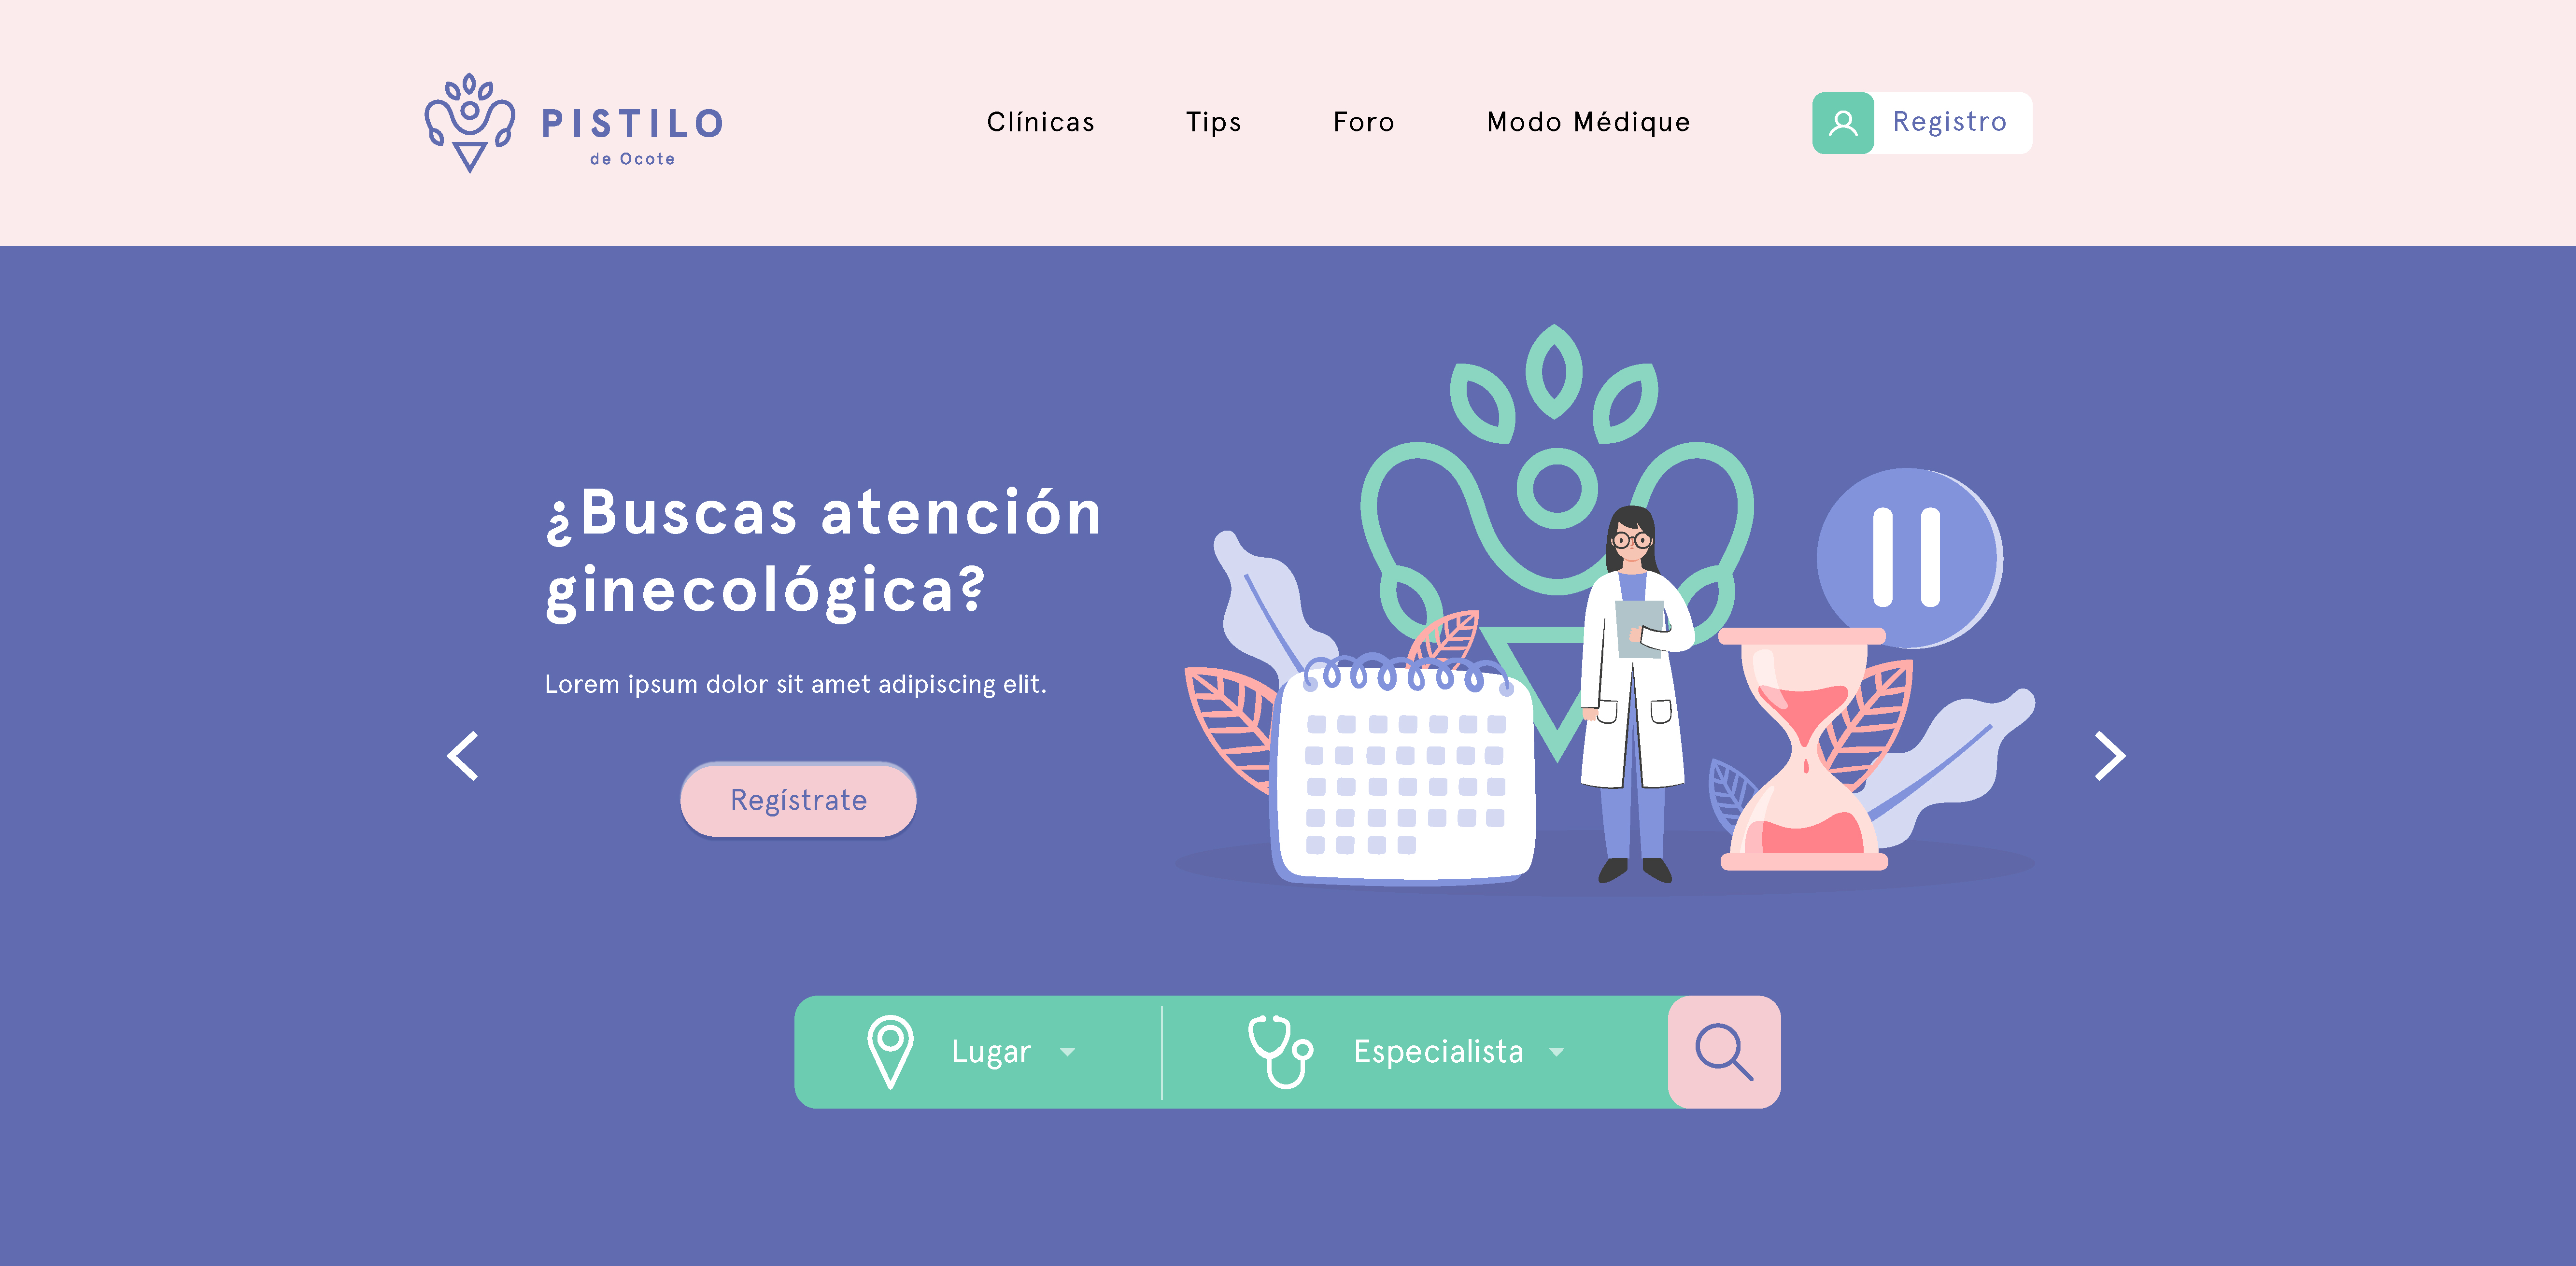 PISTILO
de Ocote
Clínicas
Tips
Foro
Modo Médique
Registro
¿Buscas atención
ginecológica?
Lorem ipsum dolor sit amet adipiscing elit.
Regístrate
Lugar
Especialista